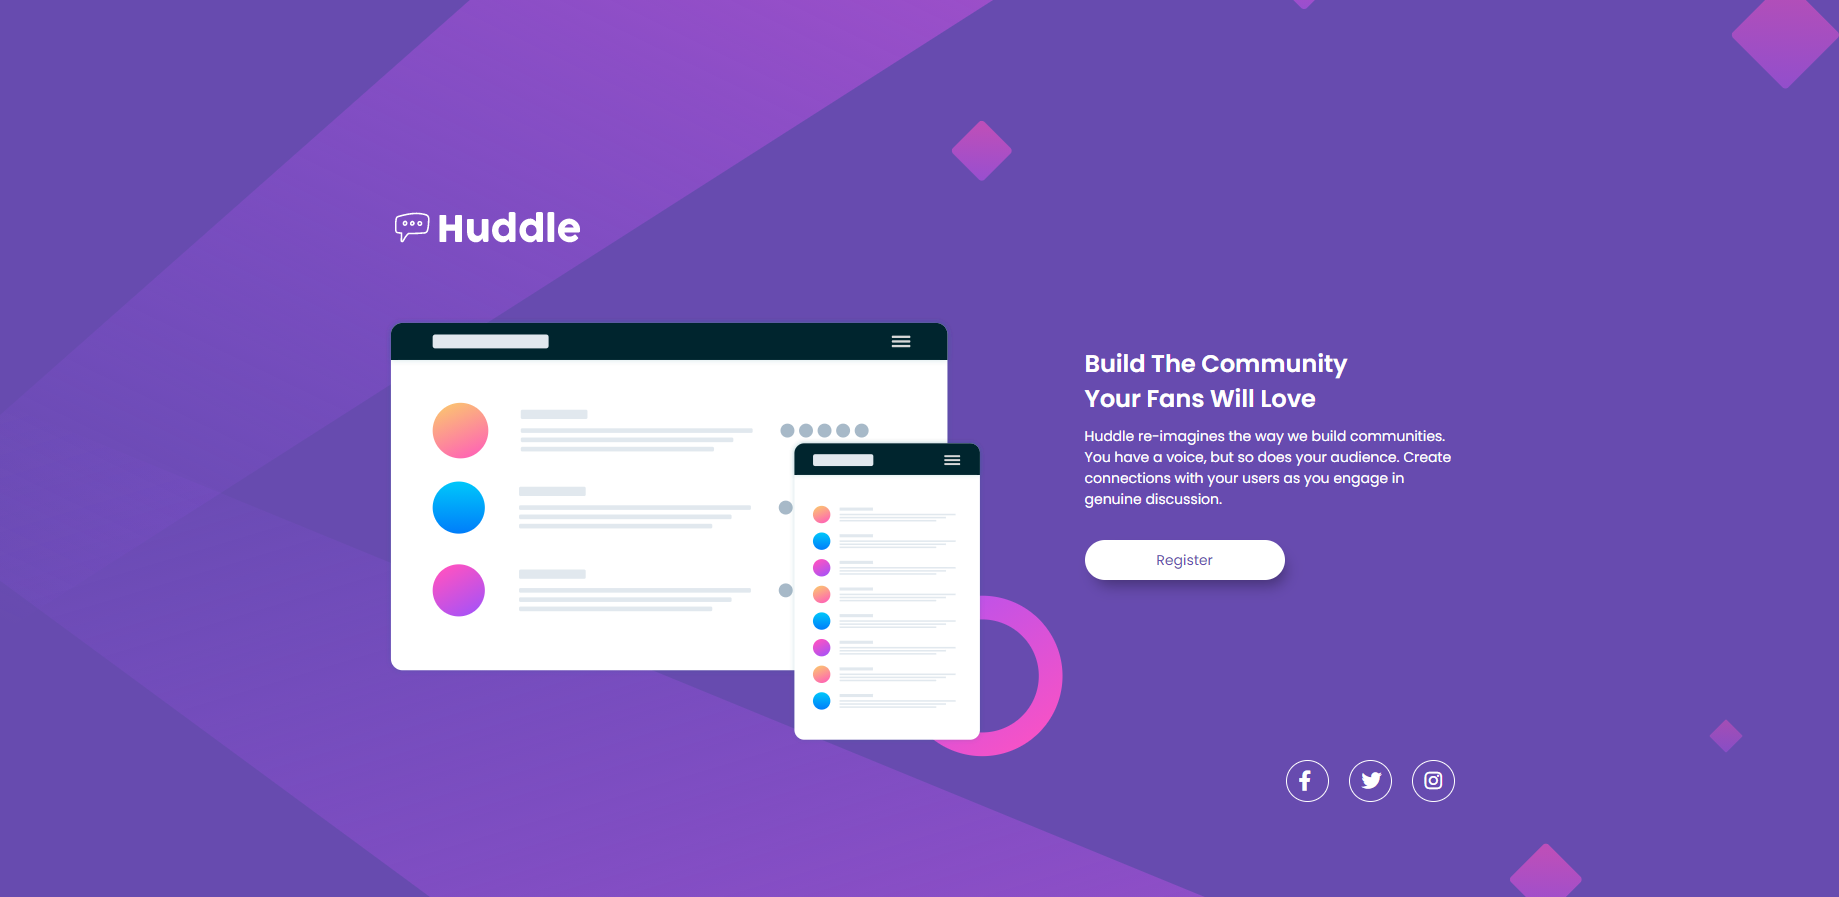 Huddle
Build The Community
Your Fans Will Love
Huddle re-imagines the way we build communities.
You have a voice, but so does your audience. Create
connections with your users as you engage in
genuine discussion.
Register